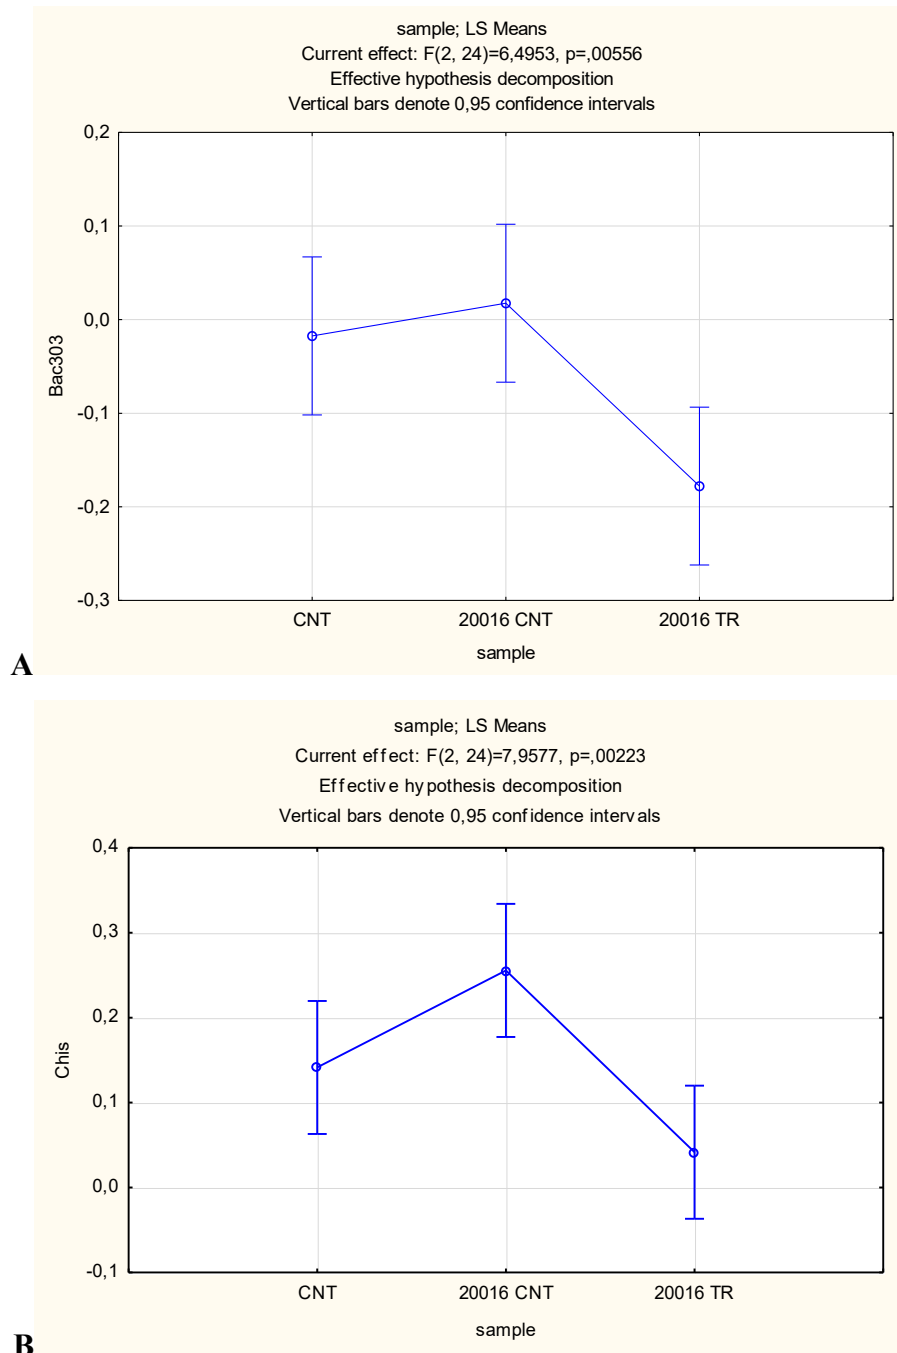 sample; LS Means
Current effect: F(2, 24)=6,4953, p=,00556
Effective hypothesis decomposition
Vertical bars denote 0,95 confidence intervals
0,2
0,1
0,0
-0,1
-0,2
-0,3
Bac303
CNT
20016 CNT
20016 TR
sample
A
sample; LS Means
Current effect: F(2, 24)=7,9577, p=,00223
Effective hypothesis decomposition
Vertical bars denote 0,95 confidence intervals
0,4
0,3
0,2
0,1
0,0
-0,1
Chis
CNT
20016 CNT
20016 TR
sample
B